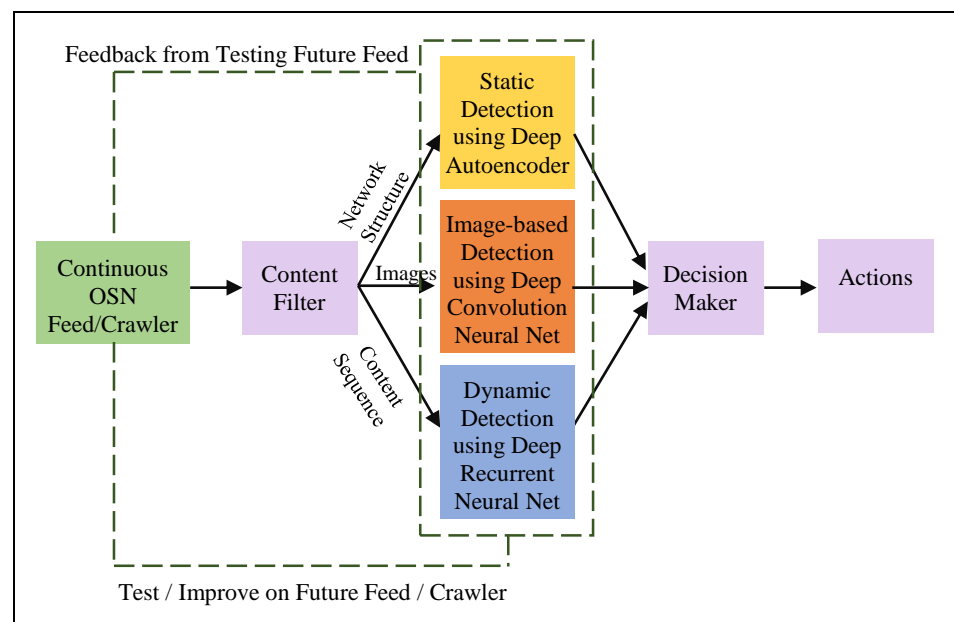 Feedback from Testing Future Feed
Static
Detection
using Deep
Autoencoder
Network
Structure
Continuous
OSN
Feed/Crawler
Content
Filter
Images
Image-based
Detection
using Deep
Convolution
Neural Net
Decision
Maker
Actions
Content
Sequence
Dynamic
Detection
using Deep
Recurrent
Neural Net
Test / Improve on Future Feed / Crawler